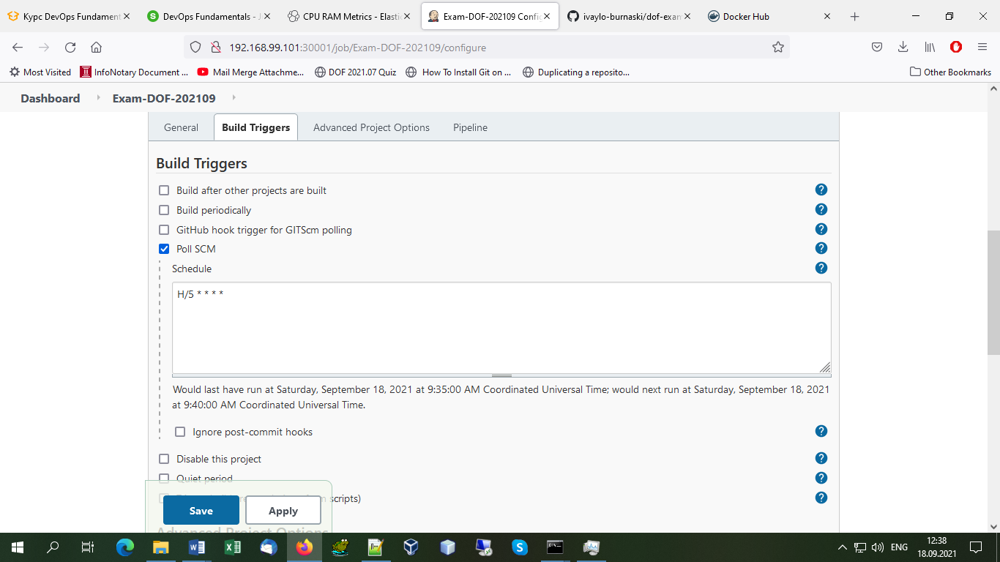 Курс DevOps Fundament
DevOps Fundamentals - J
CPU RAM Metrics - Elastic
Exam-DOF-202109 Config
ivaylo-burnaski/dof-exam
Docker Hub
192.168.99.101:30001/job/Exam-DOF-202109/configure
Most Visited
InfoNotary Document ...
Mail Merge Attachme...
DOF 2021.07 Quiz
How To Install Git on ...
Duplicating a reposito...
Other Bookmarks
Dashboard
Exam-DOF-202109
General
Build Triggers
Advanced Project Options
Pipeline
Build Triggers
Build after other projects are built
Build periodically
GitHub hook trigger for GITScm polling
Poll SCM
Schedule
H/5 * * * *
Would last have run at Saturday, September 18, 2021 at 9:35:00 AM Coordinated Universal Time; would next run at Saturday, September 18, 2021
at 9:40:00 AM Coordinated Universal Time.
Ignore post-commit hooks
Disable this project
Quiet period
scripts)
Save
Apply
Advanced Project Options
ENG
12:38
18.09.2021